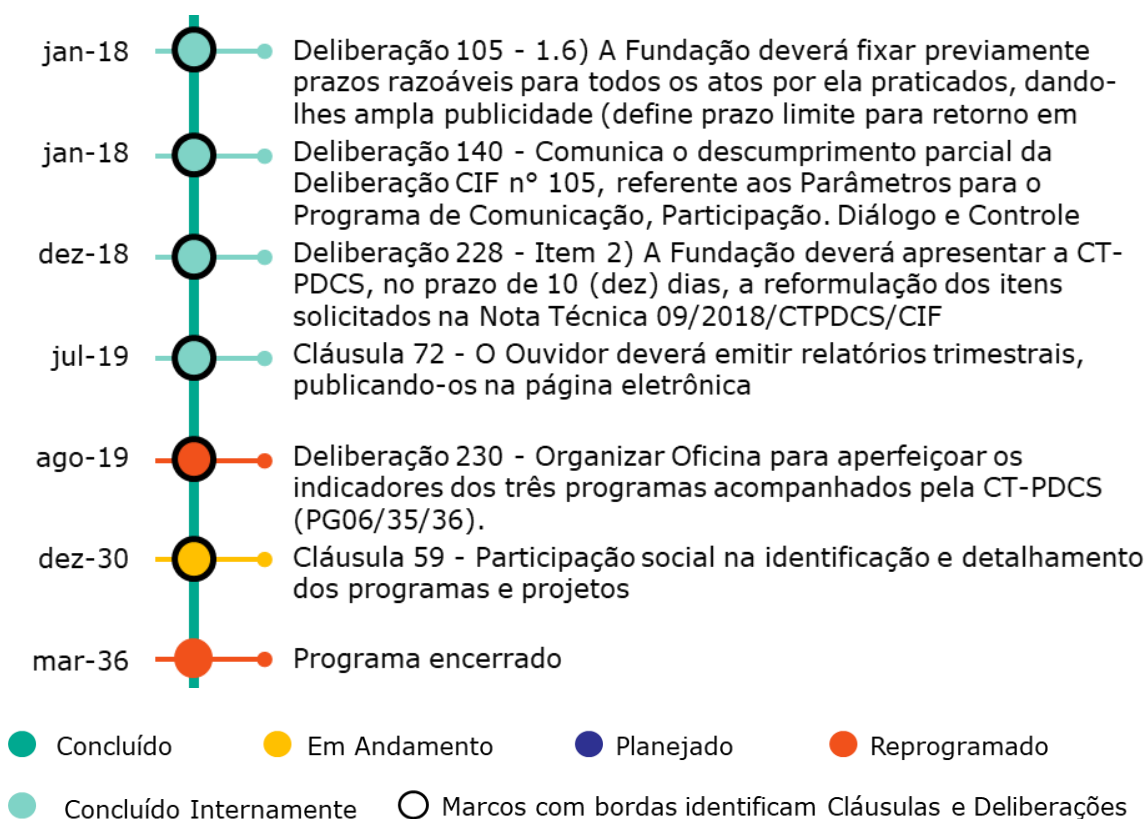 jan-18
Deliberação 105 - 1.6) A Fundação deverá fixar previamente
prazos razoáveis para todos os atos por ela praticados, dando-
lhes ampla publicidade (define prazo limite para retorno em
jan-18
Deliberação 140 - Comunica o descumprimento parcial da
Deliberação CIF n° 105, referente aos Parâmetros para o
Programa de Comunicação, Participação. Diálogo e Controle
dez-18
Deliberação 228 - Item 2) A Fundação deverá apresentar a CT-
PDCS, no prazo de 10 (dez) dias, a reformulação dos itens
solicitados na Nota Técnica 09/2018/CTPDCS/CIF
jul-19
Cláusula 72 - O Ouvidor deverá emitir relatórios trimestrais,
publicando-os na página eletrônica
ago-19
Deliberação 230 - Organizar Oficina para aperfeiçoar os
indicadores dos três programas acompanhados pela CT-PDCS
(PG06/35/36).
dez-30
Cláusula 59 - Participação social na identificação e detalhamento
dos programas e projetos
mar-36
Programa encerrado
Concluído
Em Andamento
Planejado
Reprogramado
Concluído Internamente
Marcos com bordas identificam Cláusulas e Deliberações